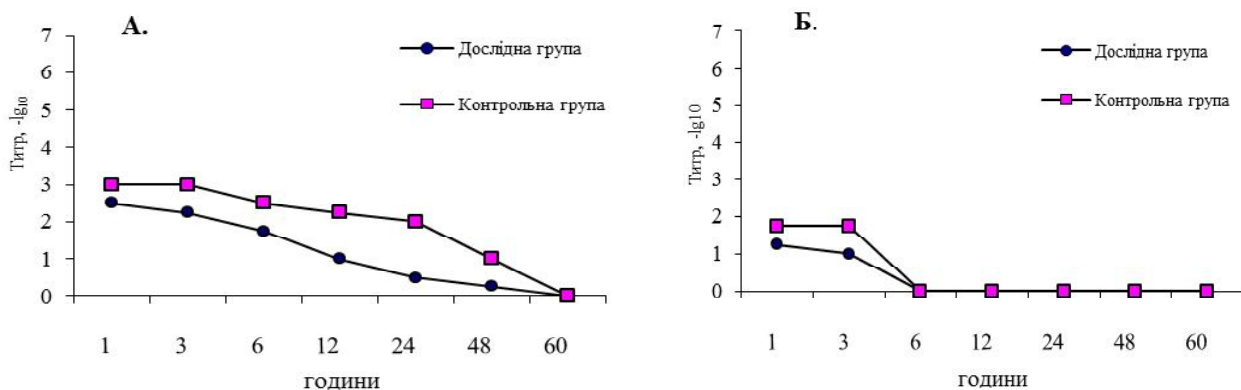 А.
Титр, -lg₁₀
7
6
5
4
3
2
1
0
Дослідна група
Контрольна група
1 3 6 12 24 48 60
години
Б.
Титр, -lg10
7
6
5
4
3
2
1
0
Дослідна група
Контрольна група
1 3 6 12 24 48 60
години